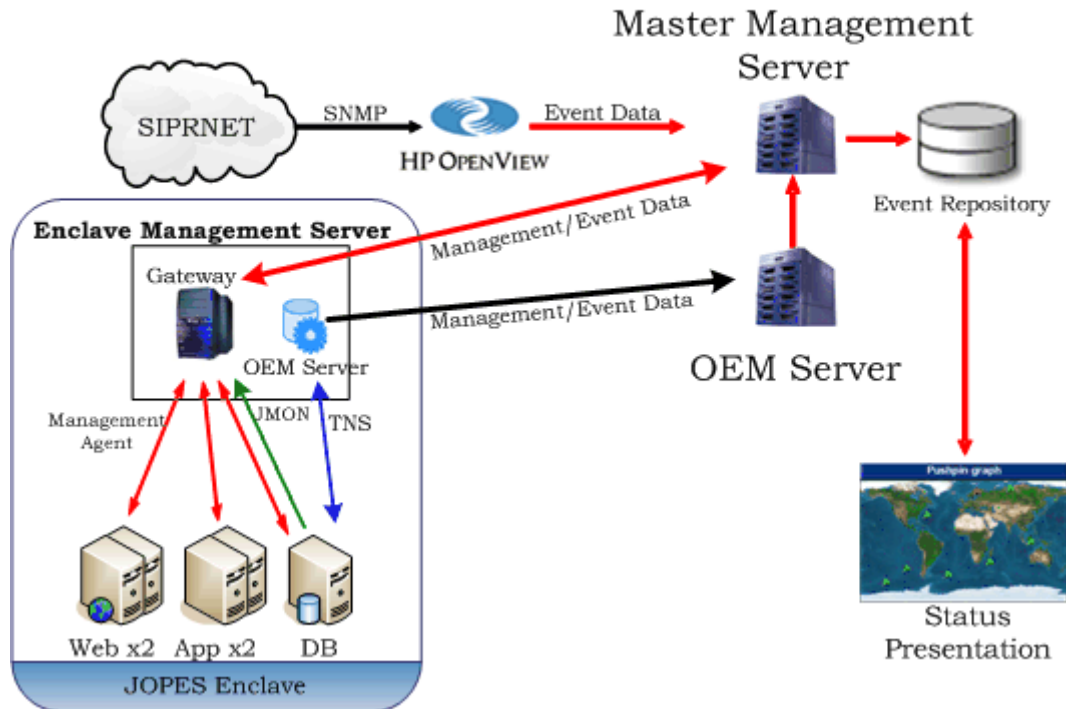 Master Management
Server
SIPRNET
SNMP
HP OPENVIEW
Event Data
Event Repository
Enclave Management Server
Gateway
OEM Server
Management/Event Data
Management/Event Data
OEM Server
Management
Agent
JMON
TNS
Web x2
App x2
DB
JOPES Enclave
Pushpin graph
Status
Presentation